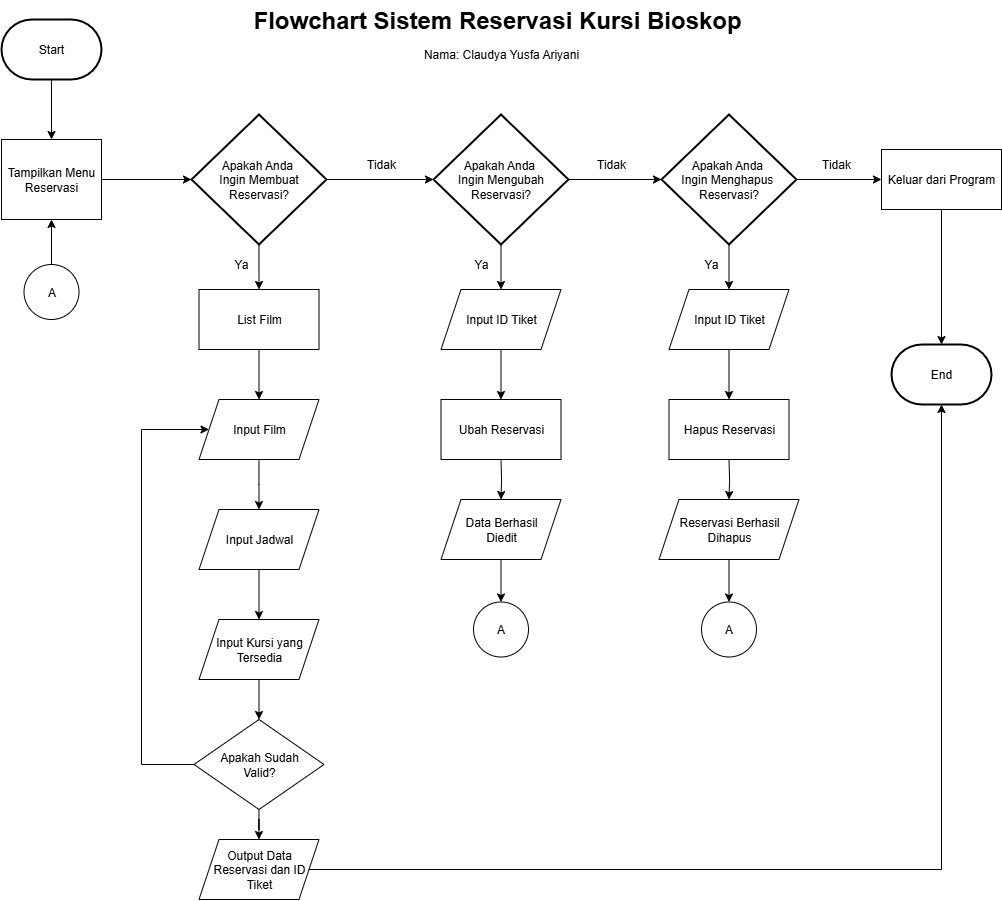 Flowchart Sistem Reservasi Kursi Bioskop
Nama: Claudya Yusfa Ariyani
Start
Tampilkan Menu
Reservasi
A
Apakah Anda
Ingin Membuat
Reservasi?
Tidak
Apakah Anda
Ingin Mengubah
Reservasi?
Tidak
Apakah Anda
Ingin Menghapus
Reservasi?
Tidak
Keluar dari Program
Ya
List Film
Input Film
Input Jadwal
Input Kursi yang
Tersedia
Apakah Sudah
Valid?
Output Data
Reservasi dan ID
Tiket
Ya
Input ID Tiket
Ubah Reservasi
Data Berhasil
Diedit
A
Ya
Input ID Tiket
Hapus Reservasi
Reservasi Berhasil
Dihapus
A
End